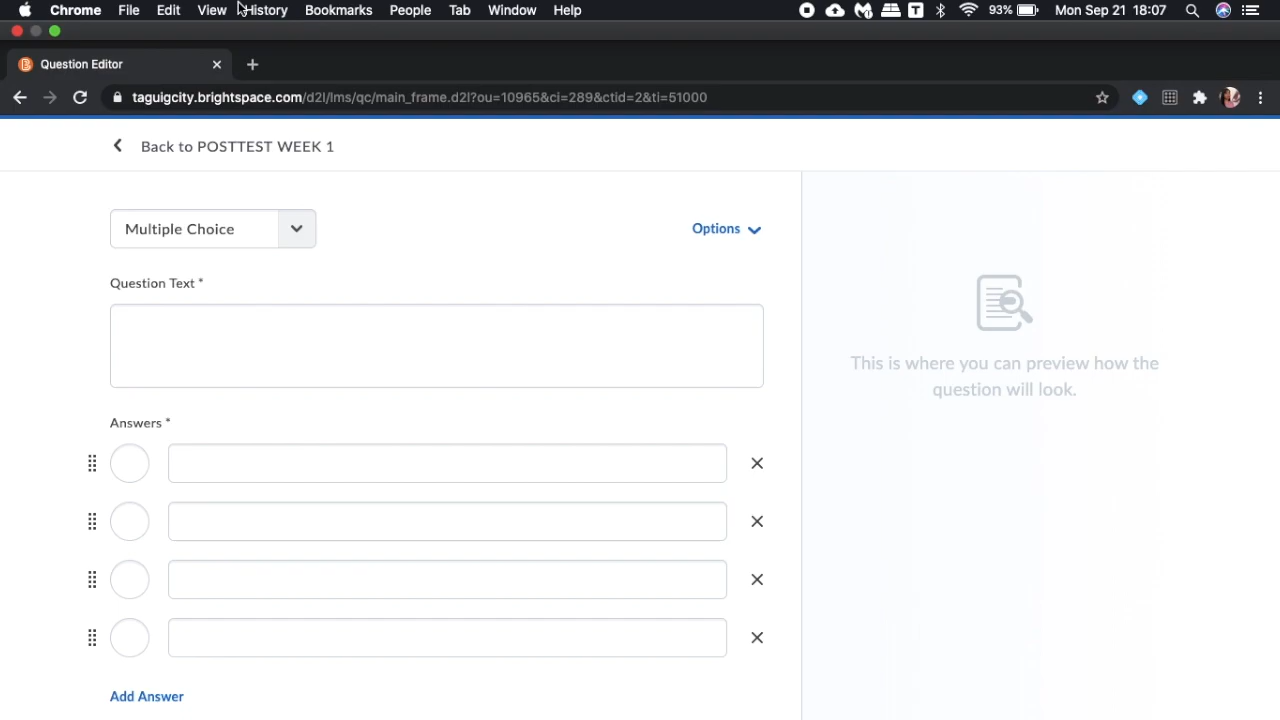 Chrome File Edit View History Bookmarks People Tab Window Help 93% Mon Sep 21 18:07
Question Editor
taguigcity.brightspace.com/d2l/lms/qc/main_frame.d2l?ou=10965&ci=289&ctid=2&ti=51000
Back to POSTTEST WEEK 1
Multiple Choice
Options
Question Text *
This is where you can preview how the
question will look.
Answers *
Add Answer